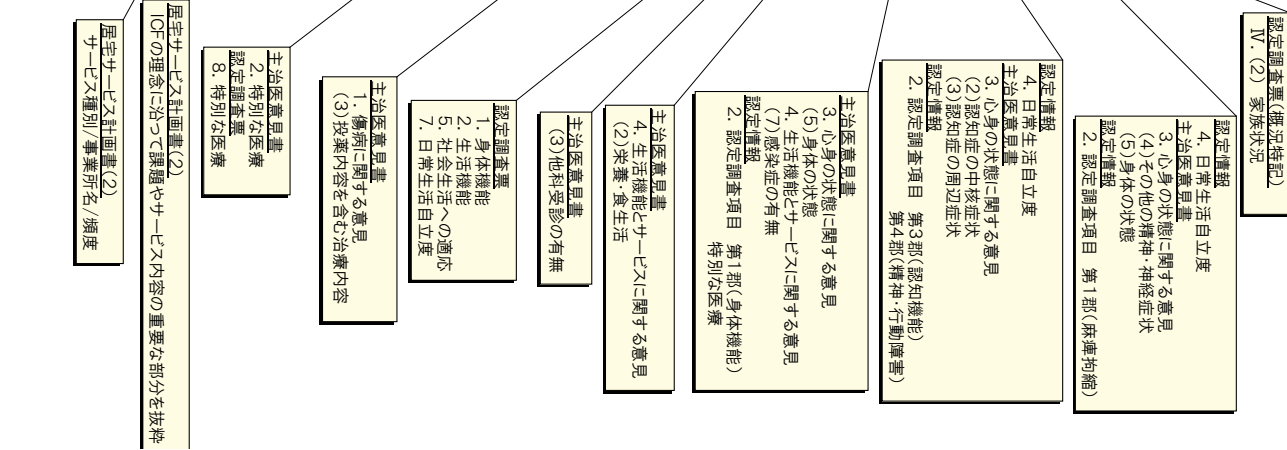 認定調査票(概況特記)
Ⅳ.(2) 家族状況
認定情報
4. 日常生活自立度
主治医意見書
3. 心身の状態に関する意見
(4)その他の精神・神経症状
(5)身体の状態
認定情報
2. 認定調査項目 第1郡(麻痺拘縮)
認定情報
4. 日常生活自立度
主治医意見書
3. 心身の状態に関する意見
(2)認知症の中核症状
(3)認知症の周辺症状
認定情報
2. 認定調査項目 第3郡(認知機能)
第4郡(精神・行動障害)
主治医意見書
3. 心身の状態に関する意見
(5)身体の状態
4. 生活機能とサービスに関する意見
(7)感染症の有無
認定情報
2. 認定調査項目 第1郡(身体機能)
特別な医療
主治医意見書
4. 生活機能とサービスに関する意見
(2)栄養・食生活
主治医意見書
(3)他科受診の有無
認定調査票
1. 身体機能
2. 生活機能
5. 社会生活への適応
7. 日常生活自立度
主治医意見書
1. 傷病に関する意見
(3)投薬内容を含む治療内容
主治医意見書
2. 特別な医療
認定調査票
8. 特別な医療
居宅サービス計画書(2)
ICFの理念に沿って課題やサービス内容の重要な部分を抜粋
居宅サービス計画書(2)
サービス種別/事業所名/頻度